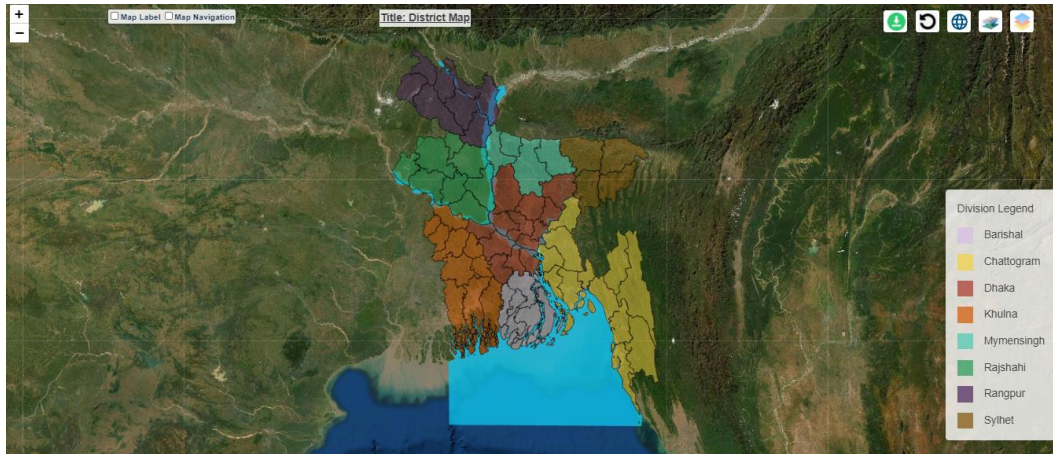 +
−
Map Label Map Navigation
Title: District Map
Division Legend
Barishal
Chattogram
Dhaka
Khulna
Mymensingh
Rajshahi
Rangpur
Sylhet